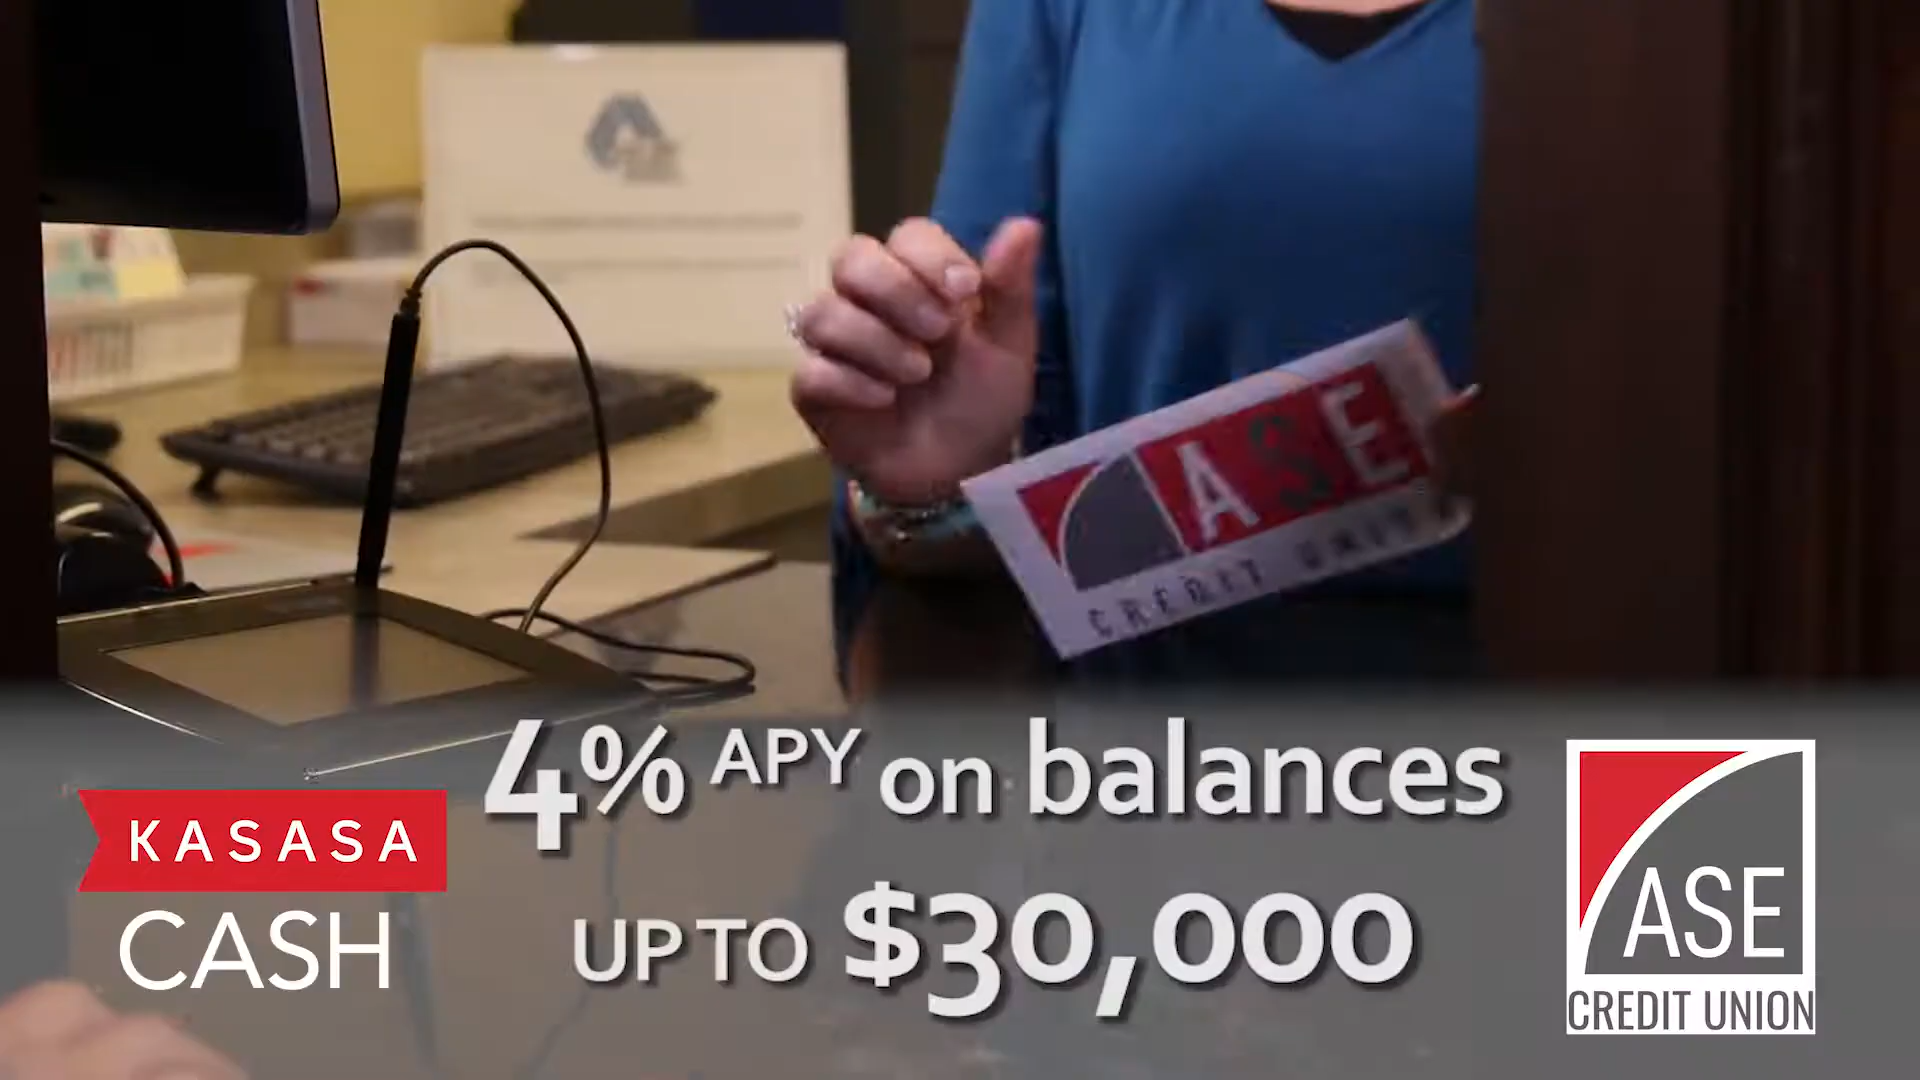 ASE
CREDIT UNION
4% APY on balances
UP TO $30,000
KASASA
CASH
ASE
CREDIT UNION